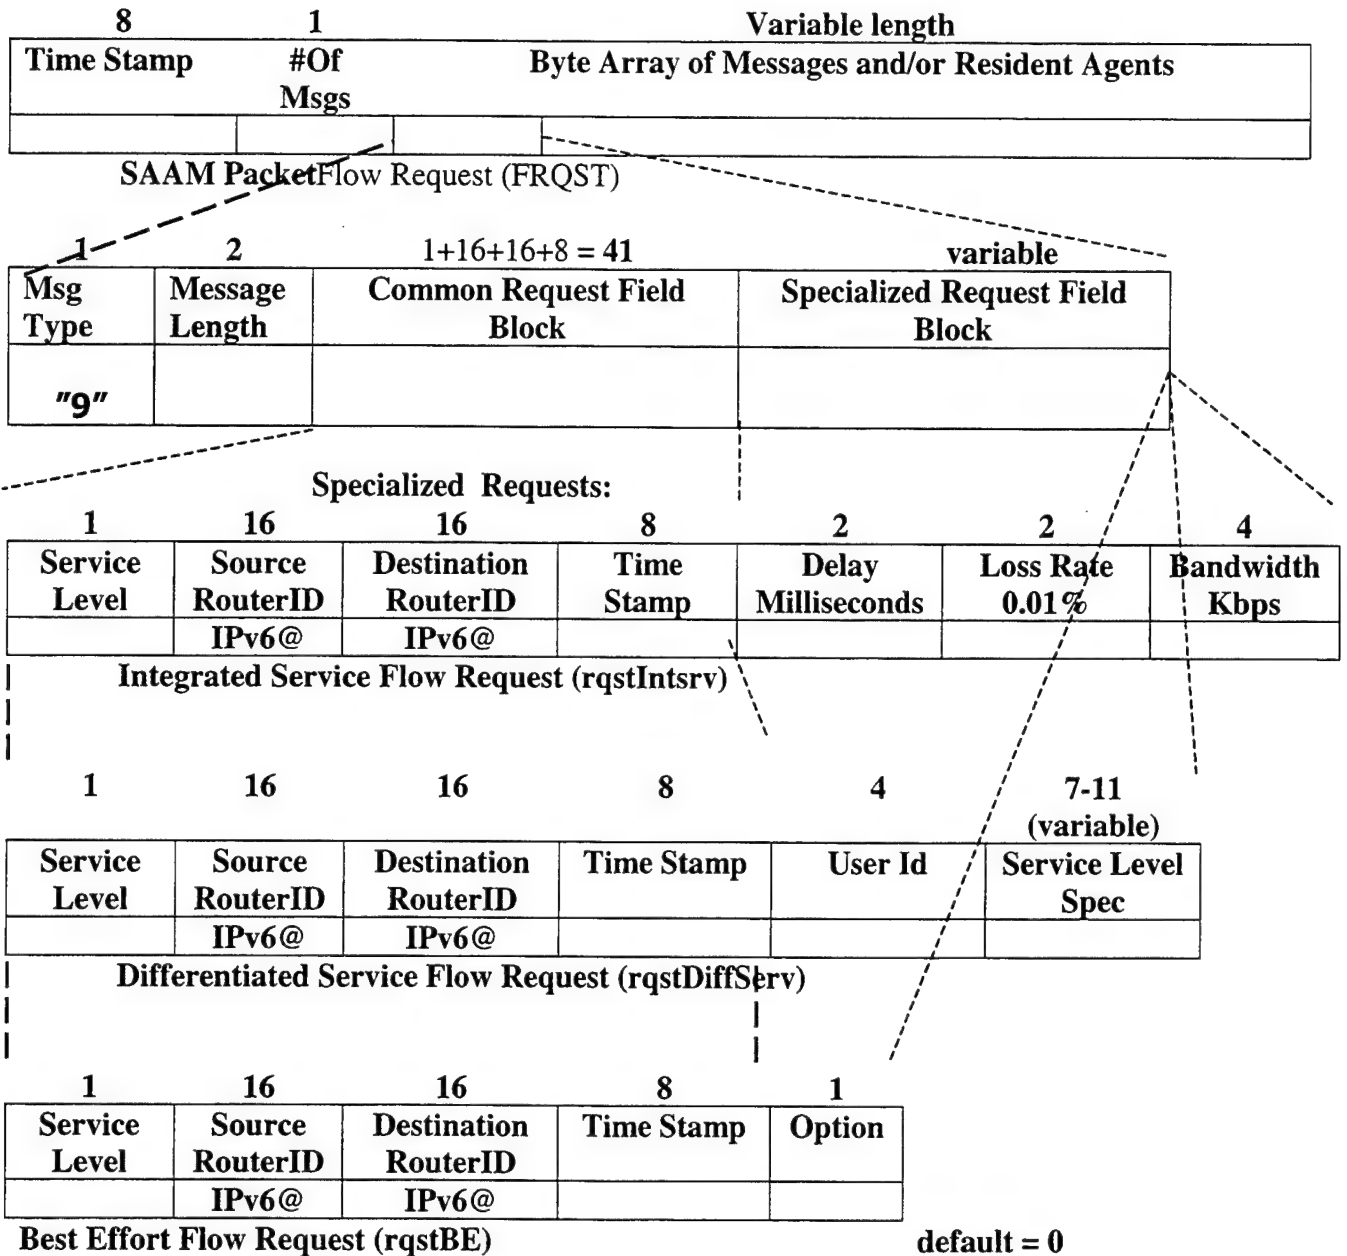 8 1 Variable length
Time Stamp #Of Byte Array of Messages and/or Resident Agents
Msgs
SAAM PacketFlow Request (FRQST)
1 2 1+16+16+8 = 41 variable
Msg Message Common Request Field Specialized Request Field
Type Length Block Block
"9"
Specialized Requests:
1 16 16 8 2 2 4
Service Source Destination Time Delay Loss Rate Bandwidth
Level RouterID RouterID Stamp Milliseconds 0.01% Kbps
IPv6@ IPv6@
Integrated Service Flow Request (rqstIntsrv)
1 16 16 8 4 7-11
(variable)
Service Source Destination Time Stamp User Id Service Level
Level RouterID RouterID Spec
IPv6@ IPv6@
Differentiated Service Flow Request (rqstDiffServ)
1 16 16 8 1
Service Source Destination Time Stamp Option
Level RouterID RouterID
IPv6@ IPv6@
Best Effort Flow Request (rqstBE) default = 0